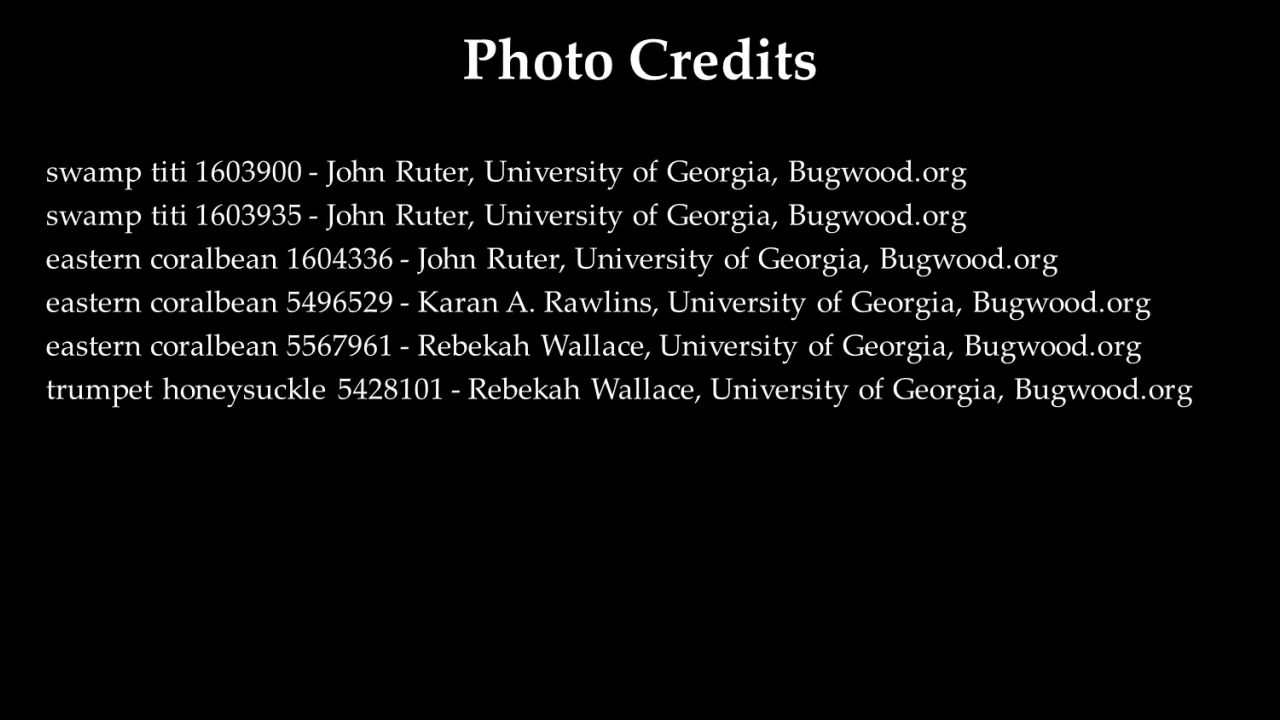 Photo Credits
swamp titi 1603900 - John Ruter, University of Georgia, Bugwood.org
swamp titi 1603935 - John Ruter, University of Georgia, Bugwood.org
eastern coralbean 1604336 - John Ruter, University of Georgia, Bugwood.org
eastern coralbean 5496529 - Karan A. Rawlins, University of Georgia, Bugwood.org
eastern coralbean 5567961 - Rebekah Wallace, University of Georgia, Bugwood.org
trumpet honeysuckle 5428101 - Rebekah Wallace, University of Georgia, Bugwood.org